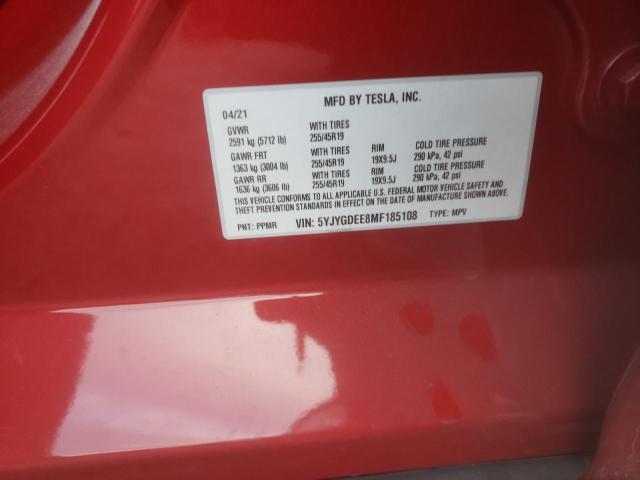 MFD BY TESLA, INC.
04/21
GVWR WITH TIRES
2591 kg (5712 lb) 255/45R19
GAWR FRT WITH TIRES RIM COLD TIRE PRESSURE
1363 kg (3004 lb) 255/45R19 19X9.5J 290 kPa, 42 psi
GAWR RR WITH TIRES RIM COLD TIRE PRESSURE
1636 kg (3606 lb) 255/45R19 19X9.5J 290 kPa, 42 psi
THIS VEHICLE CONFORMS TO ALL APPLICABLE U.S. FEDERAL MOTOR VEHICLE SAFETY AND
THEFT PREVENTION STANDARDS IN EFFECT ON THE DATE OF MANUFACTURE SHOWN ABOVE.
PNT: PPMR VIN: 5YJYGDEE8MF185108 TYPE: MPV